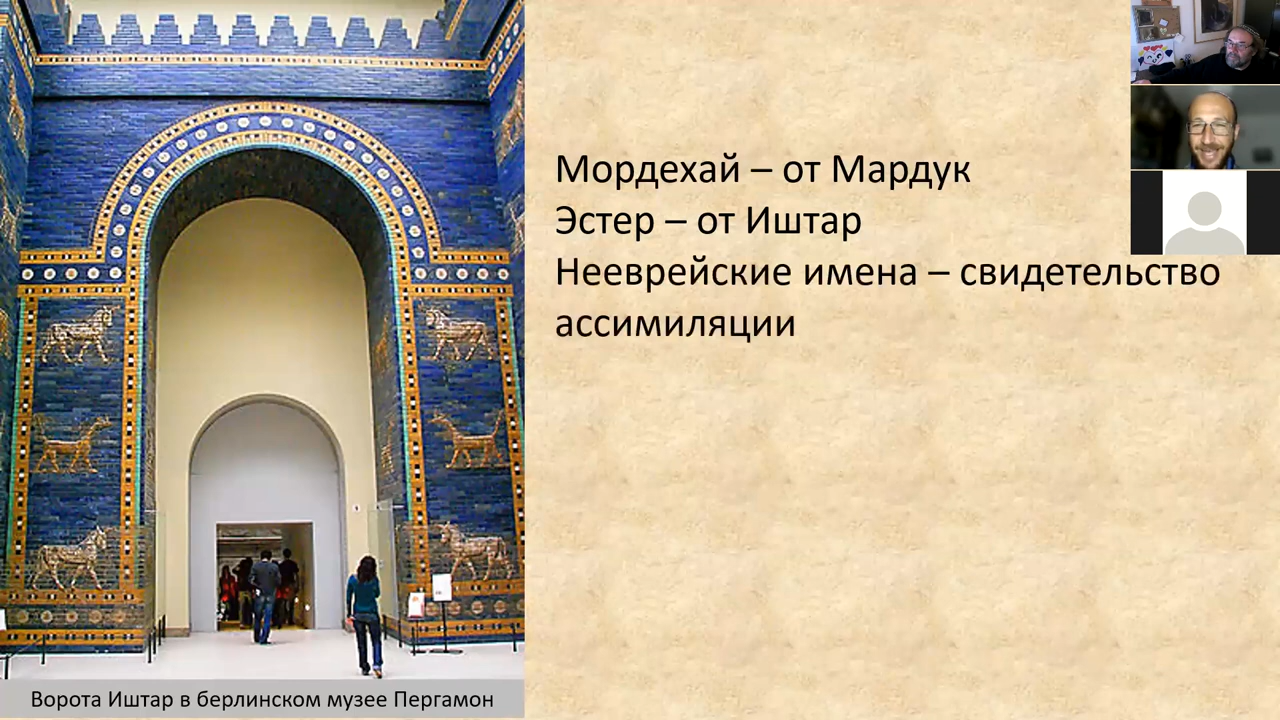 Мордехай – от Мардук
Эстер – от Иштар
Нееврейские имена – свидетельство
ассимиляции
Ворота Иштар в берлинском музее Пергамон